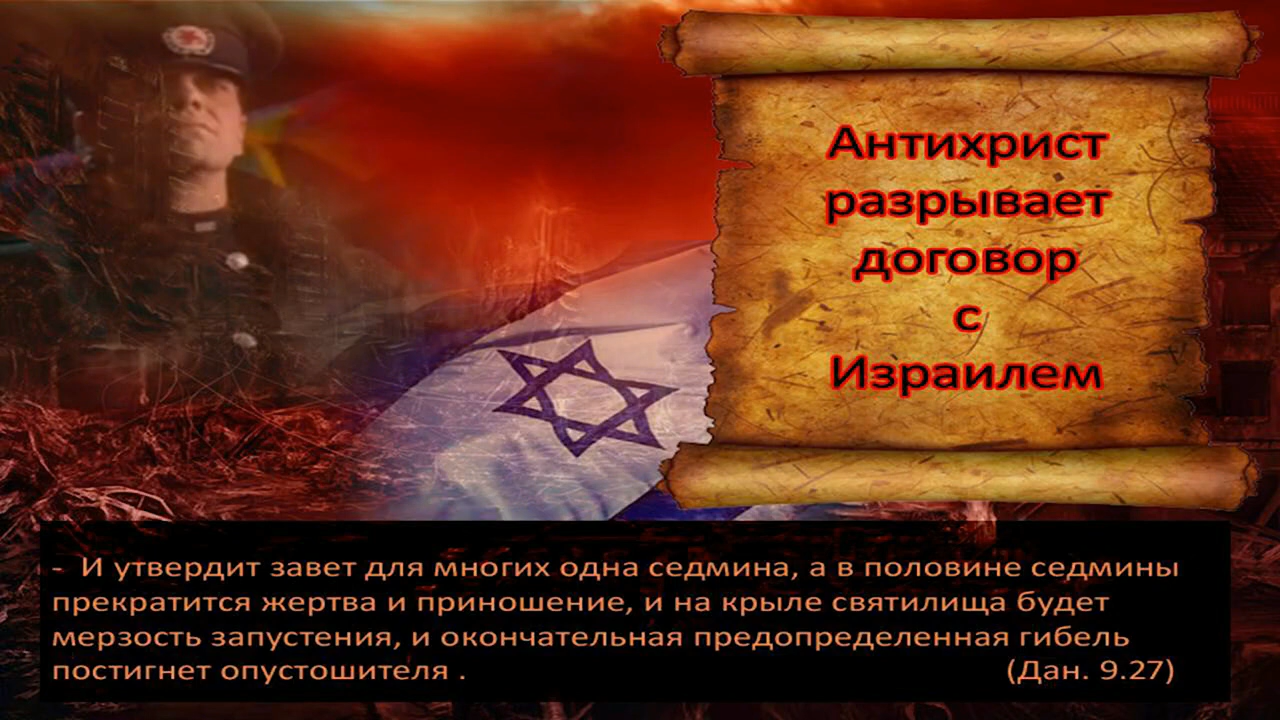 Антихрист
разрывает
договор
с
Израилем
- И утвердит завет для многих одна седмина, а в половине седмины
прекратится жертва и приношение, и на крыле святилища будет
мерзость запустения, и окончательная предопределенная гибель
постигнет опустошителя . (Дан. 9.27)